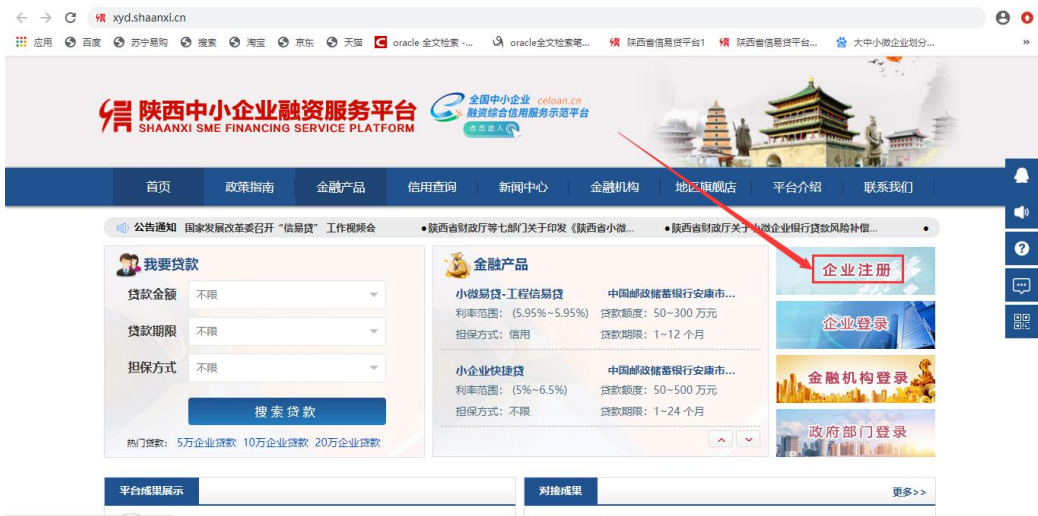 xyd.shaanxi.cn
应用 百度 苏宁易购 搜索 淘宝 京东 天猫 oracle 全文检索 -... oracle全文检索笔... 陕西省信易贷平台1 陕西省信易贷平台... 大中小微企业划分... »
陕西中小企业融资服务平台
SHAANXI SME FINANCING SERVICE PLATFORM
全国中小企业 celoan.cn
融资综合信用服务示范平台
点击进入
首页 政策指南 金融产品 信用查询 新闻中心 金融机构 地区旗舰店 平台介绍 联系我们
公告通知 国家发展改革委召开“信易贷”工作视频会 ●陕西省财政厅等七部门关于印发《陕西省小微... ●陕西省财政厅关于小微企业银行贷款风险补偿... ●
我要贷款
贷款金额 不限
贷款期限 不限
担保方式 不限
搜索贷款
热门贷款: 5万企业贷款 10万企业贷款 20万企业贷款
金融产品
小微易贷-工程信易贷 中国邮政储蓄银行安康市...
利率范围: (5.95%~5.95%) 贷款额度: 50~300 万元
担保方式: 信用 贷款期限: 1~12 个月
小企业快捷贷 中国邮政储蓄银行安康市...
利率范围: (5%~6.5%) 贷款额度: 50~500 万元
担保方式: 不限 贷款期限: 1~24 个月
企业注册
企业登录
金融机构登录
政府部门登录
平台成果展示
对接成果 更多>>